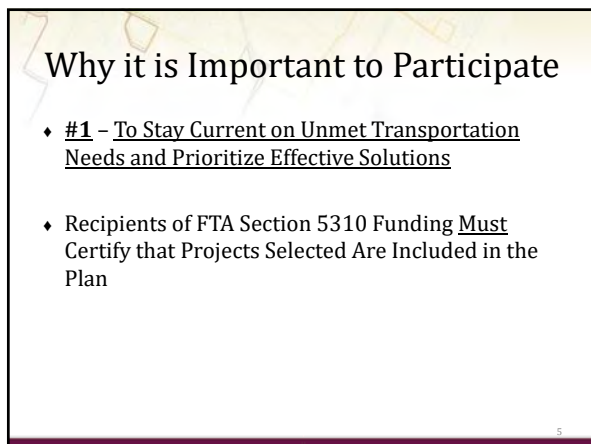 Why it is Important to Participate
♦ #1 – To Stay Current on Unmet Transportation
Needs and Prioritize Effective Solutions
♦ Recipients of FTA Section 5310 Funding Must
Certify that Projects Selected Are Included in the
Plan
5